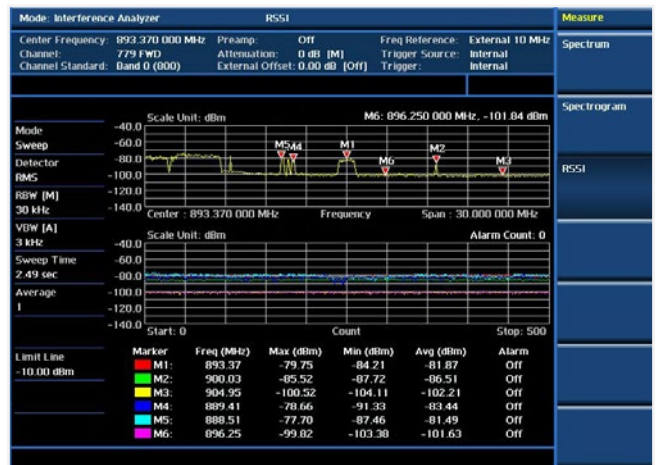 Mode: Interference Analyzer RSSI Measure
Center Frequency: 893.370 000 MHz Preamp: Off Freq Reference: External 10 MHz
Channel: 779 FWD Attenuation: 0 dB [M] Trigger Source: Internal
Channel Standard: Band 0 (800) External Offset: 0.00 dB [Off] Trigger: Internal
Spectrum
Spectrogram
RSSI
Mode
Sweep
Detector
RMS
RBW [M]
30 kHz
VBW [A]
3 kHz
Sweep Time
2.49 sec
Average
1
Limit Line
-10.00 dBm
Scale Unit: dBm M6: 896.250 000 MHz, -101.84 dBm
-40.0
-60.0
-80.0
-100.0
-120.0
-140.0
M5 M4 M1 M6 M2 M3
Center : 893.370 000 MHz Frequency Span : 30.000 000 MHz
Scale Unit: dBm Alarm Count: 0
-40.0
-60.0
-80.0
-100.0
-120.0
-140.0
Start: 0 Count Stop: 500
Marker Freq (MHz) Max (dBm) Min (dBm) Avg (dBm) Alarm
M1: 893.37 -79.75 -84.21 -81.87 Off
M2: 900.03 -85.52 -87.72 -86.51 Off
M3: 904.95 -100.52 -104.11 -102.21 Off
M4: 889.41 -78.66 -91.33 -83.44 Off
M5: 888.51 -77.70 -87.46 -81.49 Off
M6: 896.25 -99.82 -103.38 -101.63 Off